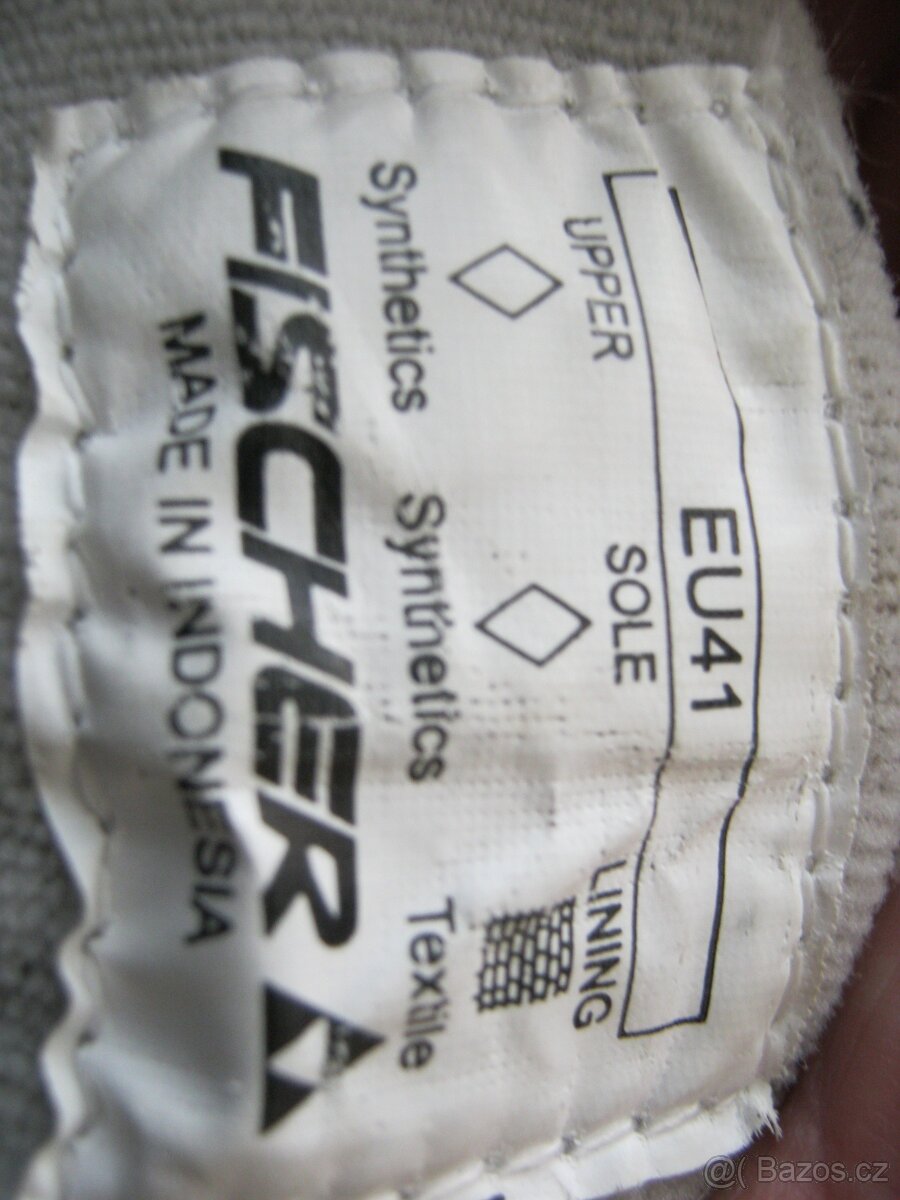 EU41
UPPER SOLE LINING
Synthetics Synthetics Textile
FISCHER
MADE IN INDONESIA
@( Bazos.cz